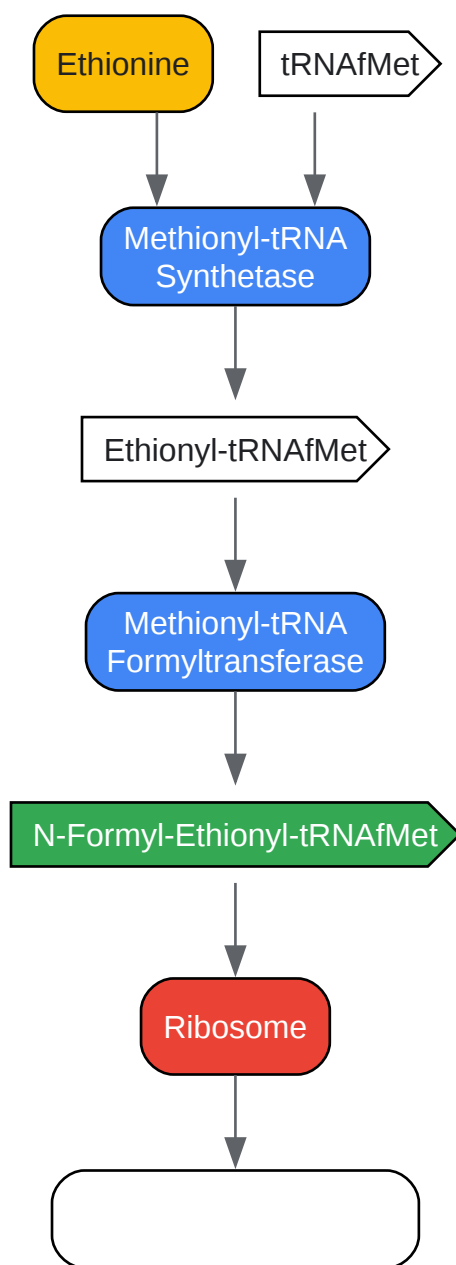 Ethionine
tRNAfMet
Methionyl-tRNA
Synthetase
Ethionyl-tRNAfMet
Methionyl-tRNA
Formyltransferase
N-Formyl-Ethionyl-tRNAfMet
Ribosome